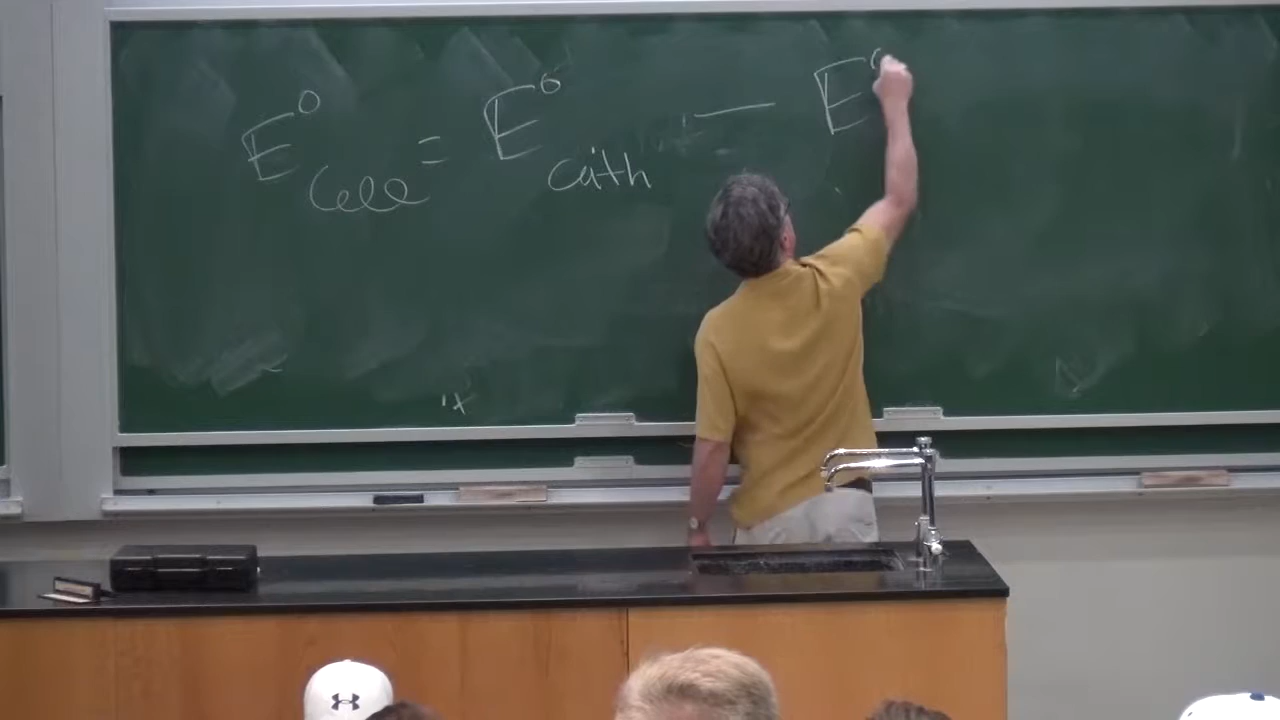 E° cell = E° cath — E°